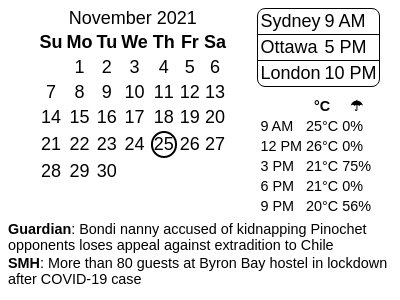 November 2021
Su Mo Tu We Th Fr Sa
1 2 3 4 5 6
7 8 9 10 11 12 13
14 15 16 17 18 19 20
21 22 23 24 25 26 27
28 29 30
Sydney 9 AM
Ottawa 5 PM
London 10 PM
°C ☂
9 AM 25°C 0%
12 PM 26°C 0%
3 PM 21°C 75%
6 PM 21°C 0%
9 PM 20°C 56%
Guardian: Bondi nanny accused of kidnapping Pinochet
opponents loses appeal against extradition to Chile
SMH: More than 80 guests at Byron Bay hostel in lockdown
after COVID-19 case